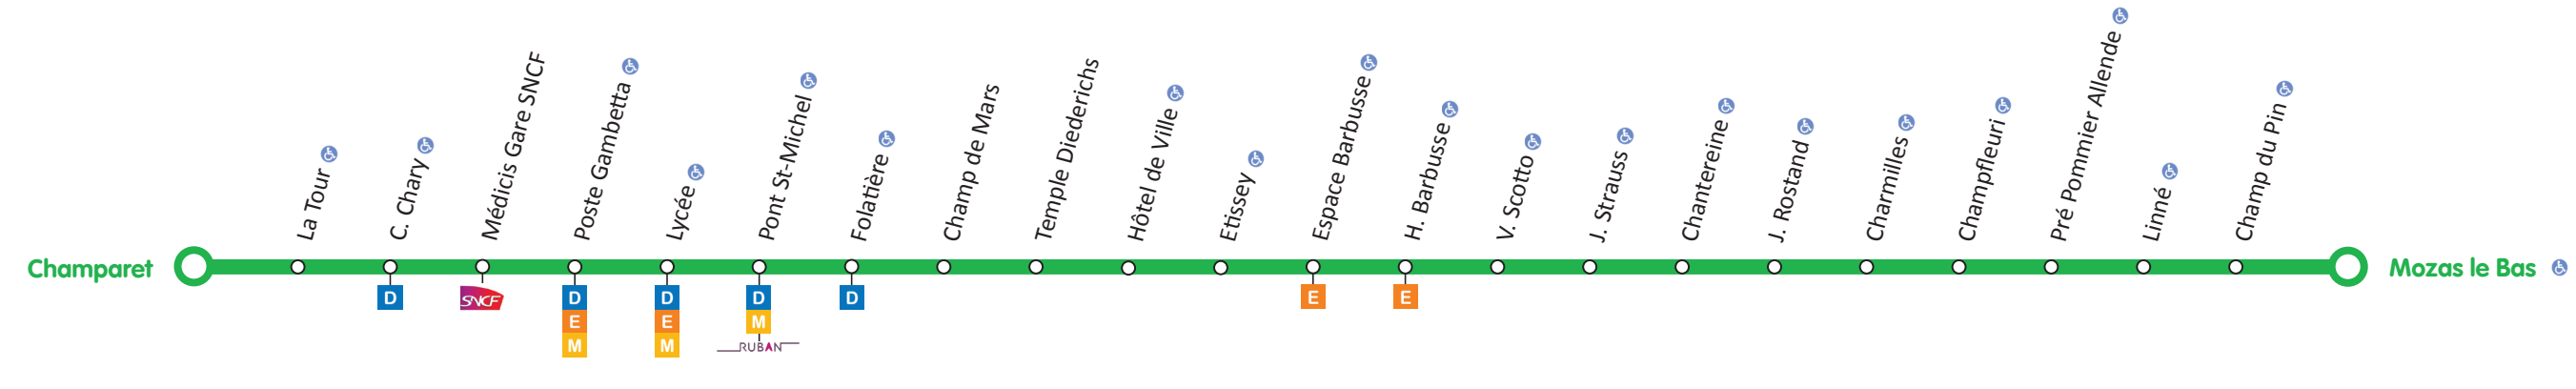 Champaret
La Tour
C. Chary
Médicis Gare SNCF
Poste Gambetta
Lycée
Pont St-Michel
Folatière
Champ de Mars
Temple Diederichs
Hôtel de Ville
Etissey
Espace Barbusse
H. Barbusse
V. Scotto
J. Strauss
Chantereine
J. Rostand
Charmilles
Champfleuri
Pré Pommier Allende
Linné
Champ du Pin
Mozas le Bas
D
SNCF
D
E
M
D
E
M
D
M
RUBAN
D
E
E